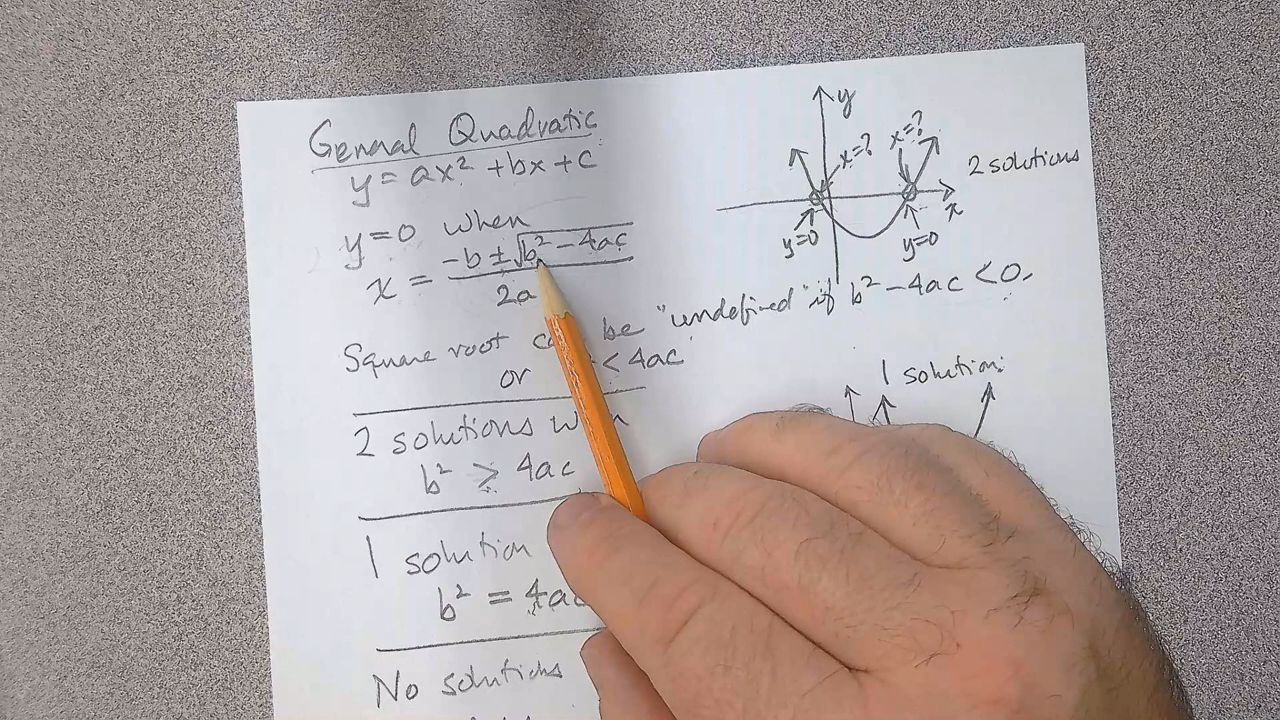 General Quadratic
y = ax² + bx + c
y = 0 when
x = -b ± √b² - 4ac
2a
Square root be "undefined" if b² - 4ac < 0.
or < 4ac
2 solutions
b² ≥ 4ac
1 solution
b² = 4ac
No solutions
y
x=?
x=?
2 solutions
x
y=0
y=0
1 solution: